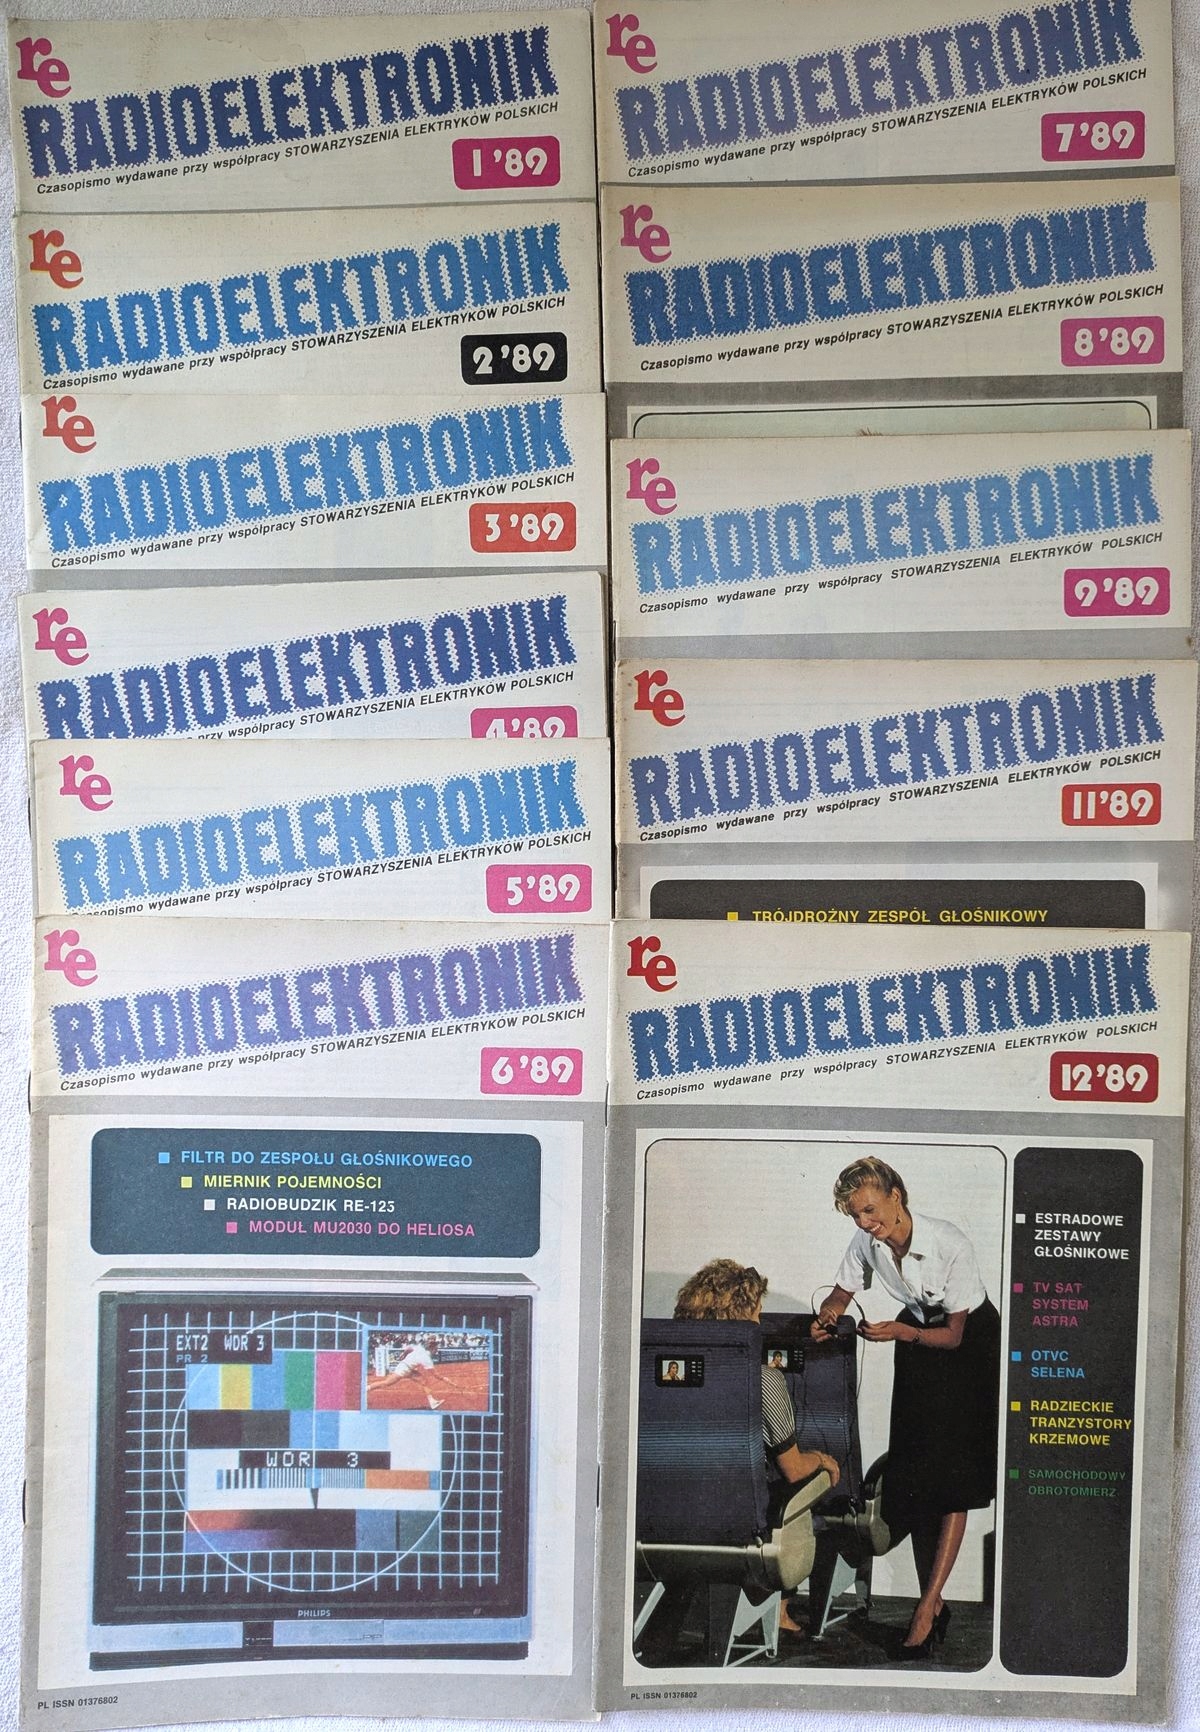 re
RADIOELEKTRONIK
Czasopismo wydawane przy współpracy STOWARZYSZENIA ELEKTRYKÓW POLSKICH
1'89
re
RADIOELEKTRONIK
Czasopismo wydawane przy współpracy STOWARZYSZENIA ELEKTRYKÓW POLSKICH
2'89
re
RADIOELEKTRONIK
Czasopismo wydawane przy współpracy STOWARZYSZENIA ELEKTRYKÓW POLSKICH
3'89
re
RADIOELEKTRONIK
przy współpracy STOWARZYSZENIA ELEKTRYKÓW POLSKICH
4'89
re
RADIOELEKTRONIK
Czasopismo wydawane przy współpracy STOWARZYSZENIA ELEKTRYKÓW POLSKICH
5'89
re
RADIOELEKTRONIK
Czasopismo wydawane przy współpracy STOWARZYSZENIA ELEKTRYKÓW POLSKICH
6'89
FILTR DO ZESPOŁU GŁOŚNIKOWEGO
MIERNIK POJEMNOŚCI
RADIOBUDZIK RE-123
MODUŁ MU2030 DO HELIOSA
EXT2 WDR 3
PR 2
WDR 3
PHILIPS
PL ISSN 01376802
re
RADIOELEKTRONIK
Czasopismo wydawane przy współpracy STOWARZYSZENIA ELEKTRYKÓW POLSKICH
7'89
re
RADIOELEKTRONIK
Czasopismo wydawane przy współpracy STOWARZYSZENIA ELEKTRYKÓW POLSKICH
8'89
re
RADIOELEKTRONIK
Czasopismo wydawane przy współpracy STOWARZYSZENIA ELEKTRYKÓW POLSKICH
9'89
re
RADIOELEKTRONIK
Czasopismo wydawane przy współpracy STOWARZYSZENIA ELEKTRYKÓW POLSKICH
11'89
TRÓJDROŻNY ZESPÓŁ GŁOŚNIKOWY
re
RADIOELEKTRONIK
Czasopismo wydawane przy współpracy STOWARZYSZENIA ELEKTRYKÓW POLSKICH
12'89
ESTRADOWE
ZESTAWY
GŁOŚNIKOWE
TV SAT
SYSTEM
ASTRA
OTVC
SELENA
RADZIECKIE
TRANZYSTORY
KRZEMOWE
SAMOCHODOWY
OBROTOMIERZ
PL ISSN 01376802